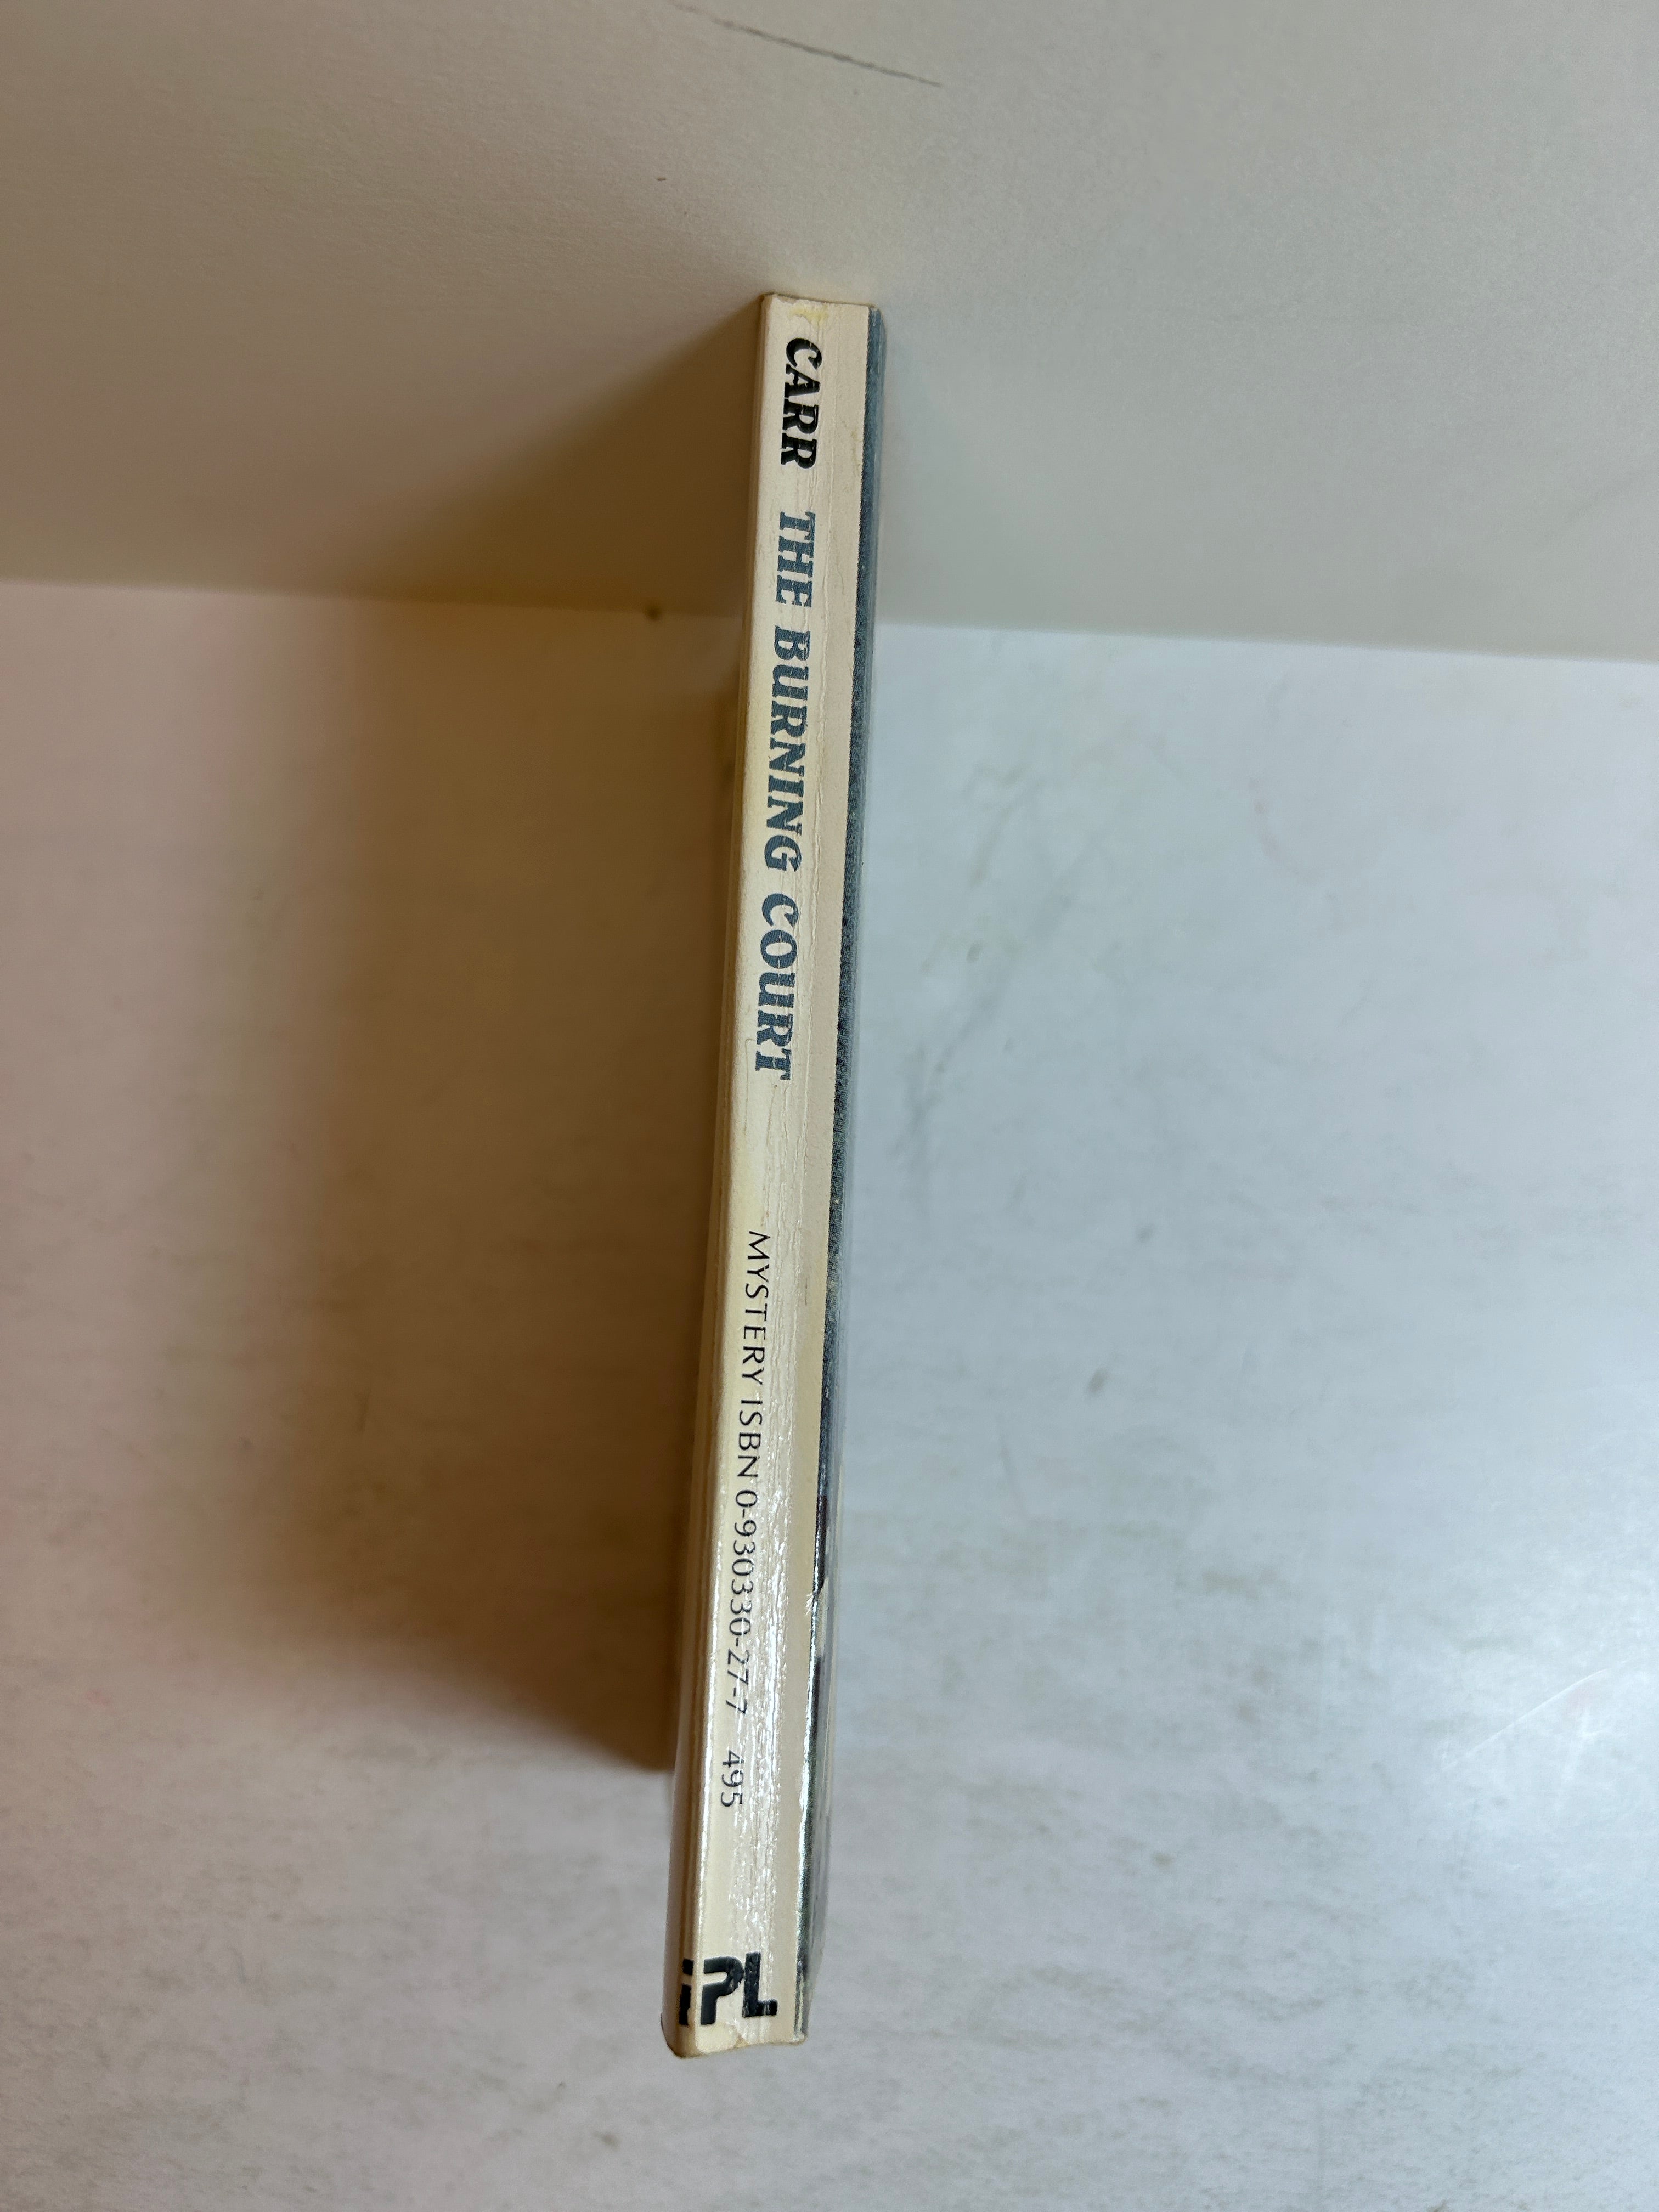 CARR THE BURNING COURT MYSTERY ISBN 0-930330-27-7 495 iPL